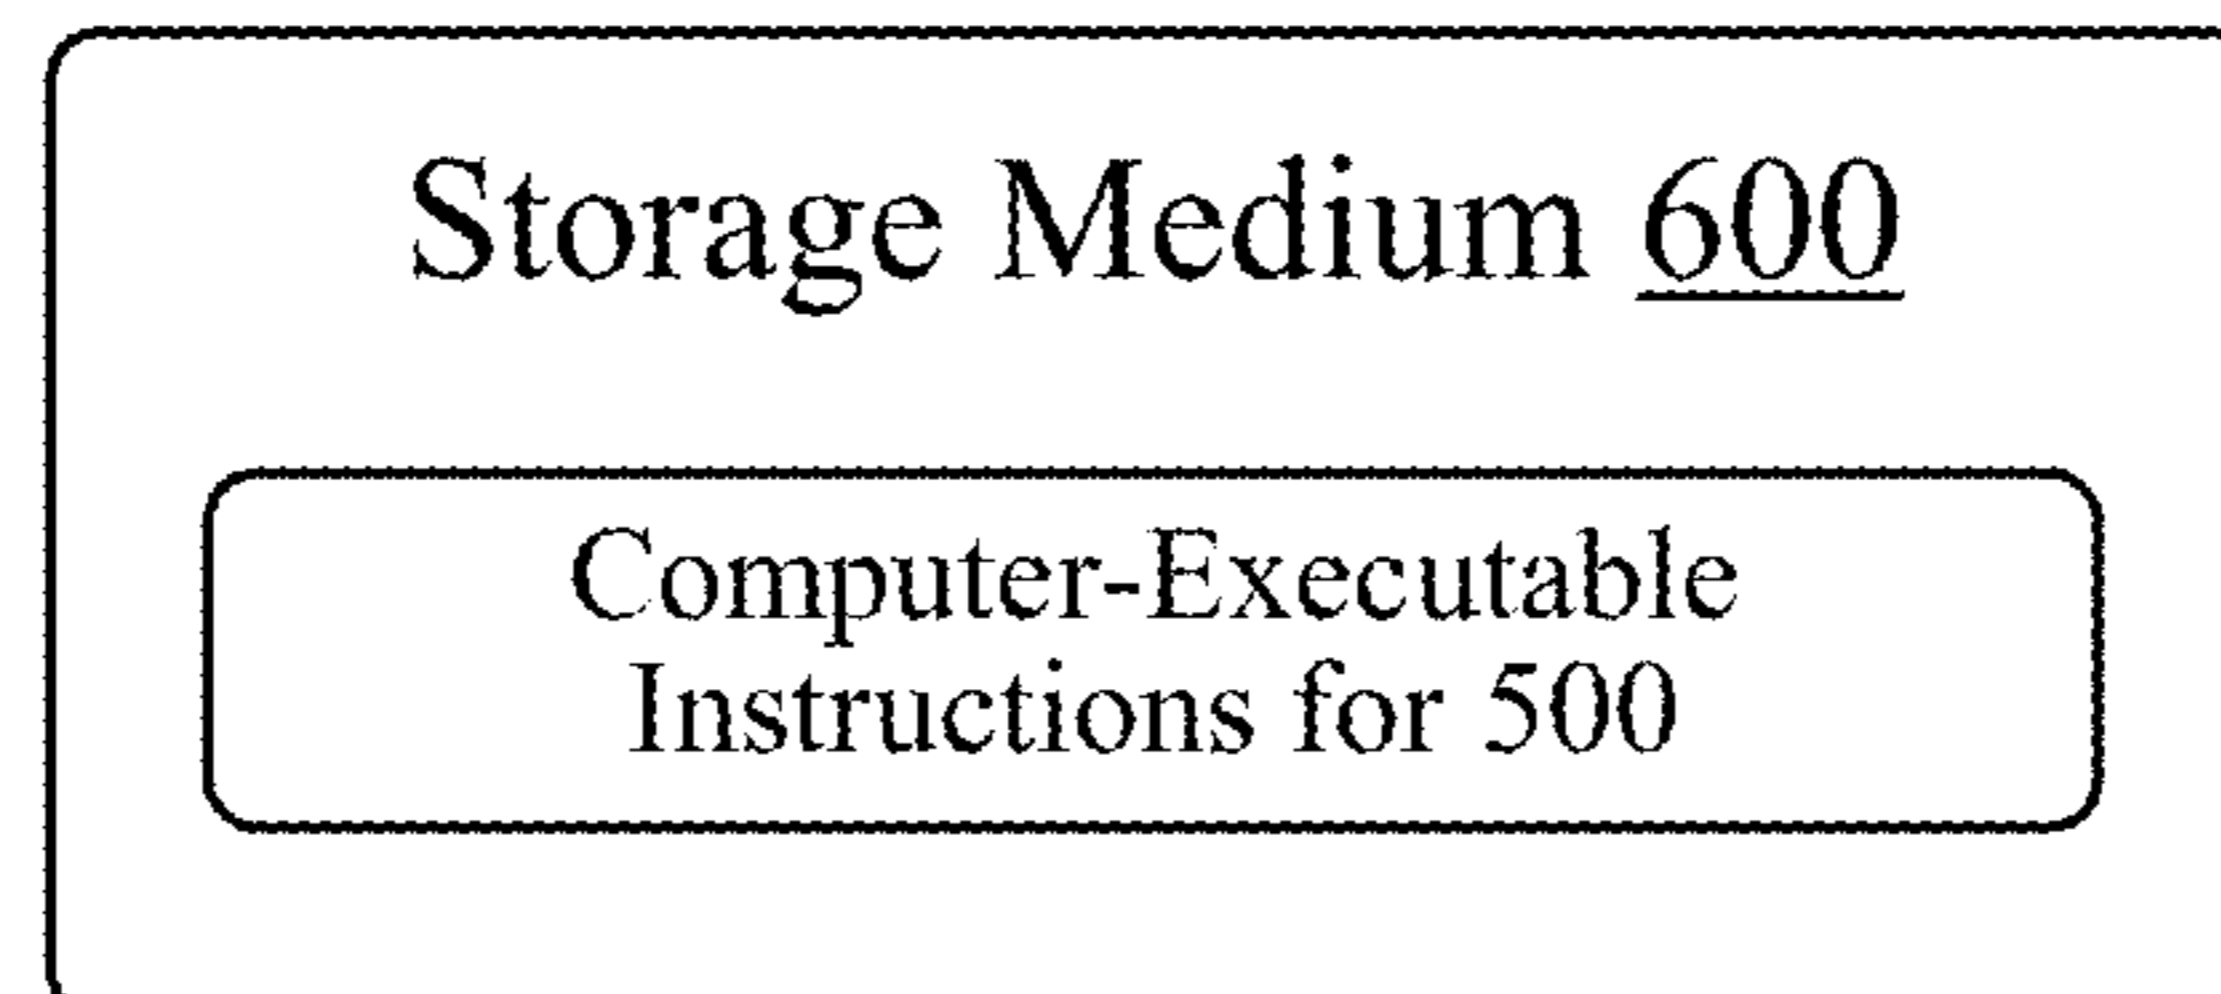 Storage Medium 600
Computer-Executable
Instructions for 500